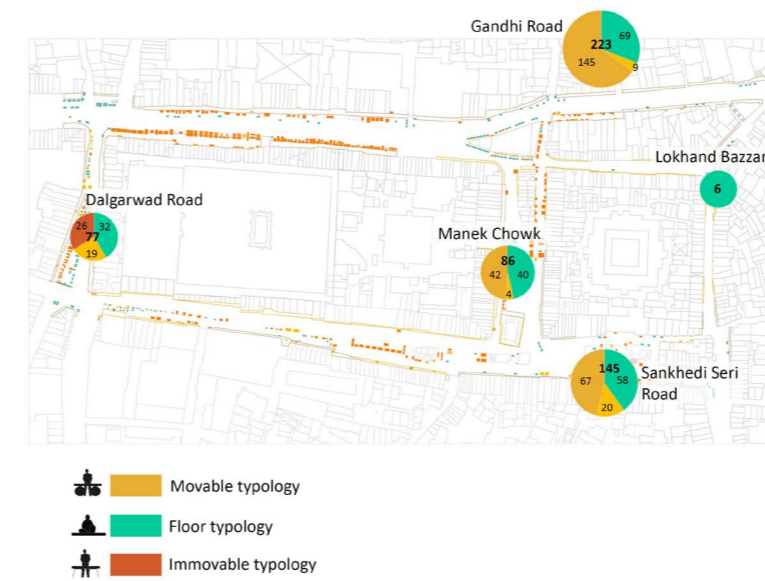 Gandhi Road
223
69
145
9
Lokhand Bazzar
6
Dalgarwad Road
26
32
77
19
Manek Chowk
86
42
40
4
145
67
58
20
Sankhedi Seri
Road
Movable typology
Floor typology
Immovable typology